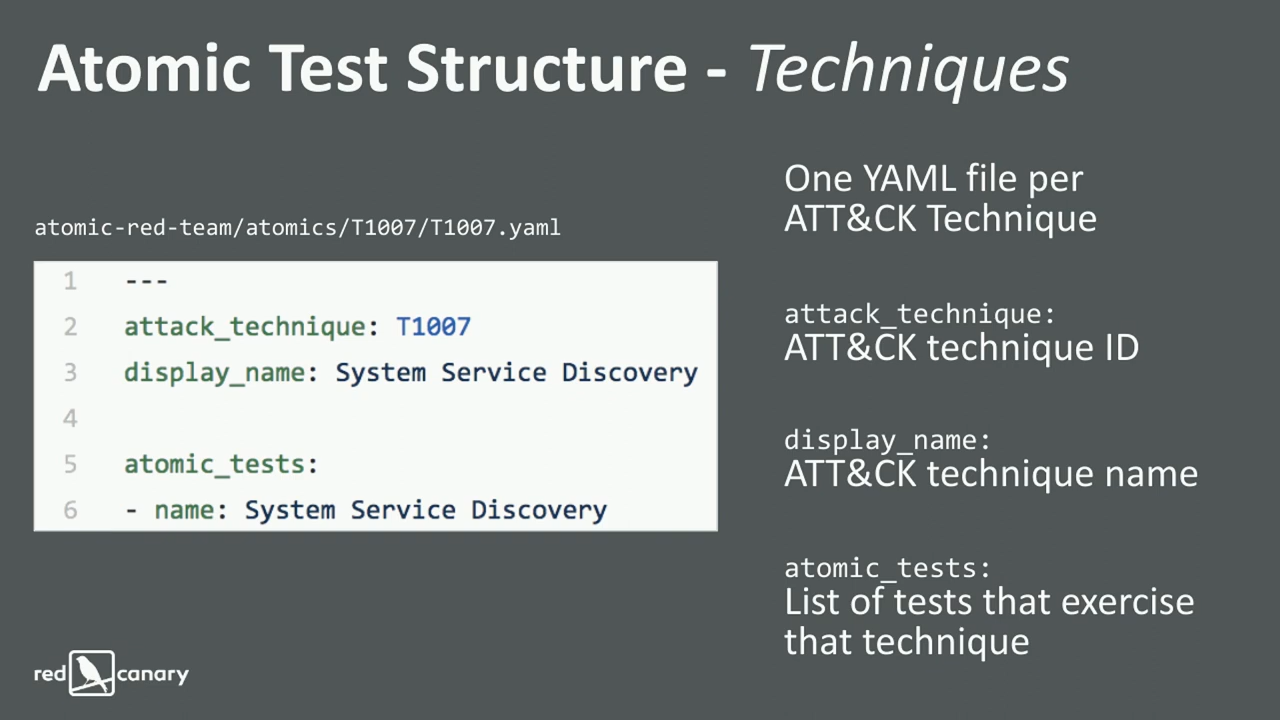 Atomic Test Structure - Techniques
atomic-red-team/atomics/T1007/T1007.yaml
1 ---
2 attack_technique: T1007
3 display_name: System Service Discovery
4
5 atomic_tests:
6 - name: System Service Discovery
One YAML file per
ATT&CK Technique
attack_technique:
ATT&CK technique ID
display_name:
ATT&CK technique name
atomic_tests:
List of tests that exercise
that technique
red canary